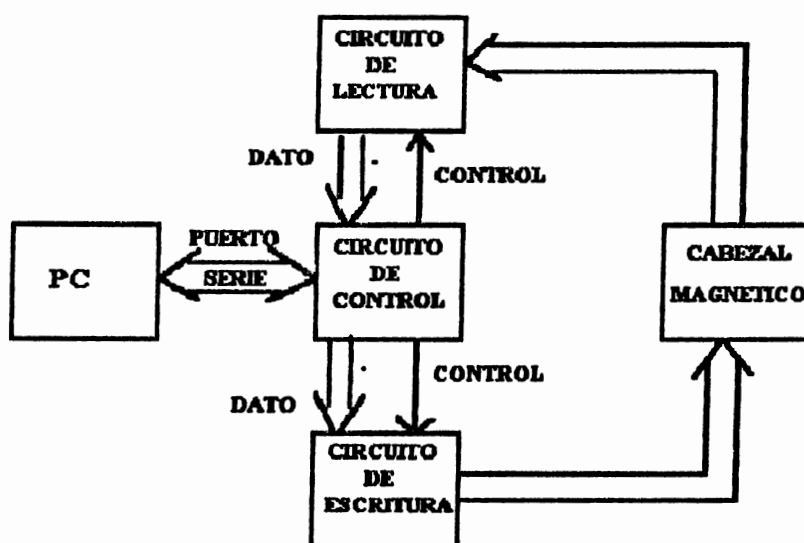 CIRCUITO
DE
LECTURA
DATO
CONTROL
PUERTO
SERIE
PC
CIRCUITO
DE
CONTROL
CABEZAL
MAGNETICO
DATO
CONTROL
CIRCUITO
DE
ESCRITURA